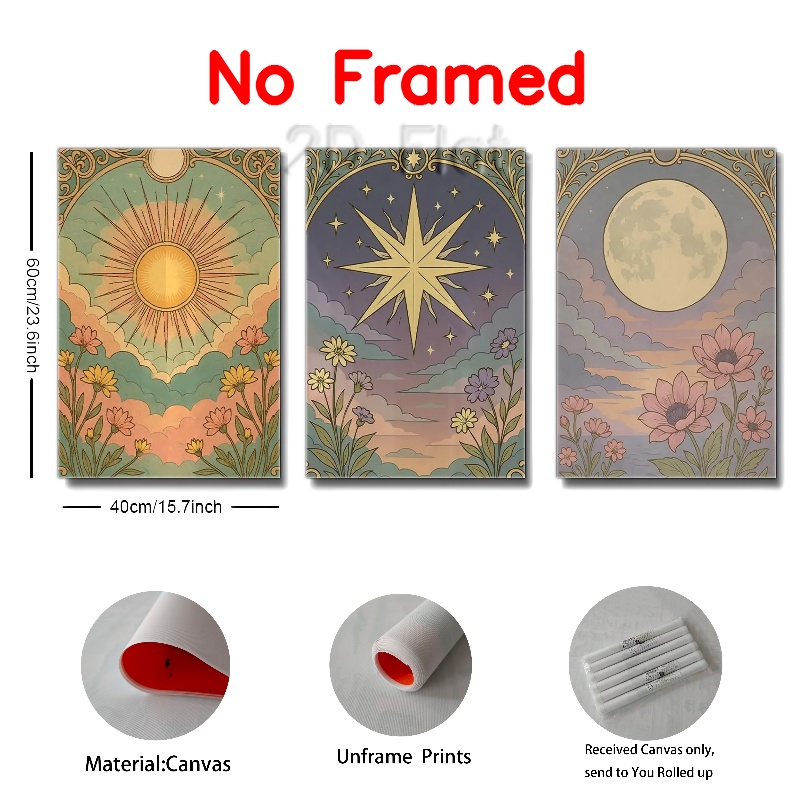 No Framed
2D Flat
60cm/23.6inch
40cm/15.7inch
Material:Canvas
Unframe Prints
Received Canvas only,
send to You Rolled up